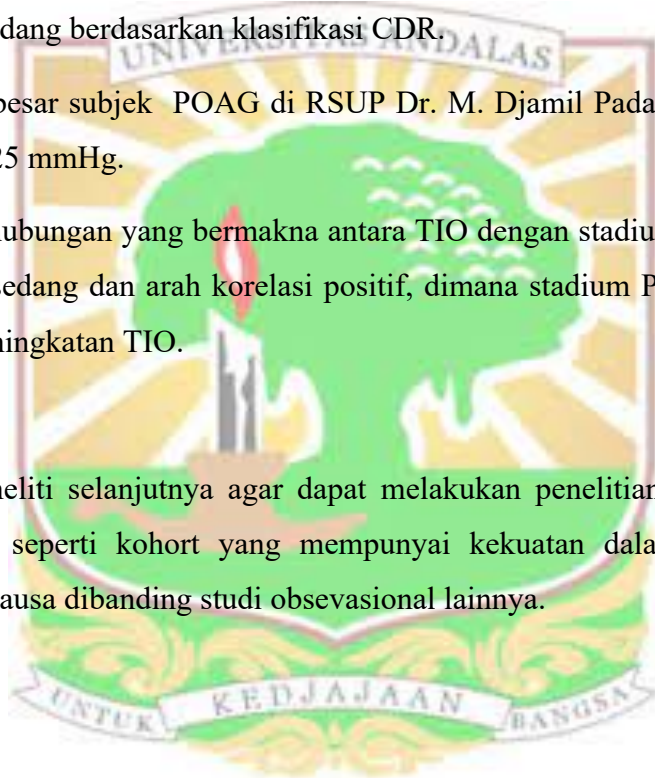 dang berdasarkan klasifikasi CDR.
UNIVERSITAS ANDALAS
besar subjek POAG di RSUP Dr. M. Djamil Pada
25 mmHg.
hubungan yang bermakna antara TIO dengan stadiu
sedang dan arah korelasi positif, dimana stadium P
ningkatan TIO.
neliti selanjutnya agar dapat melakukan penelitian
seperti kohort yang mempunyai kekuatan dala
ausa dibanding studi obsevasional lainnya.
UNTUK KEDJAJAAN BANGSA